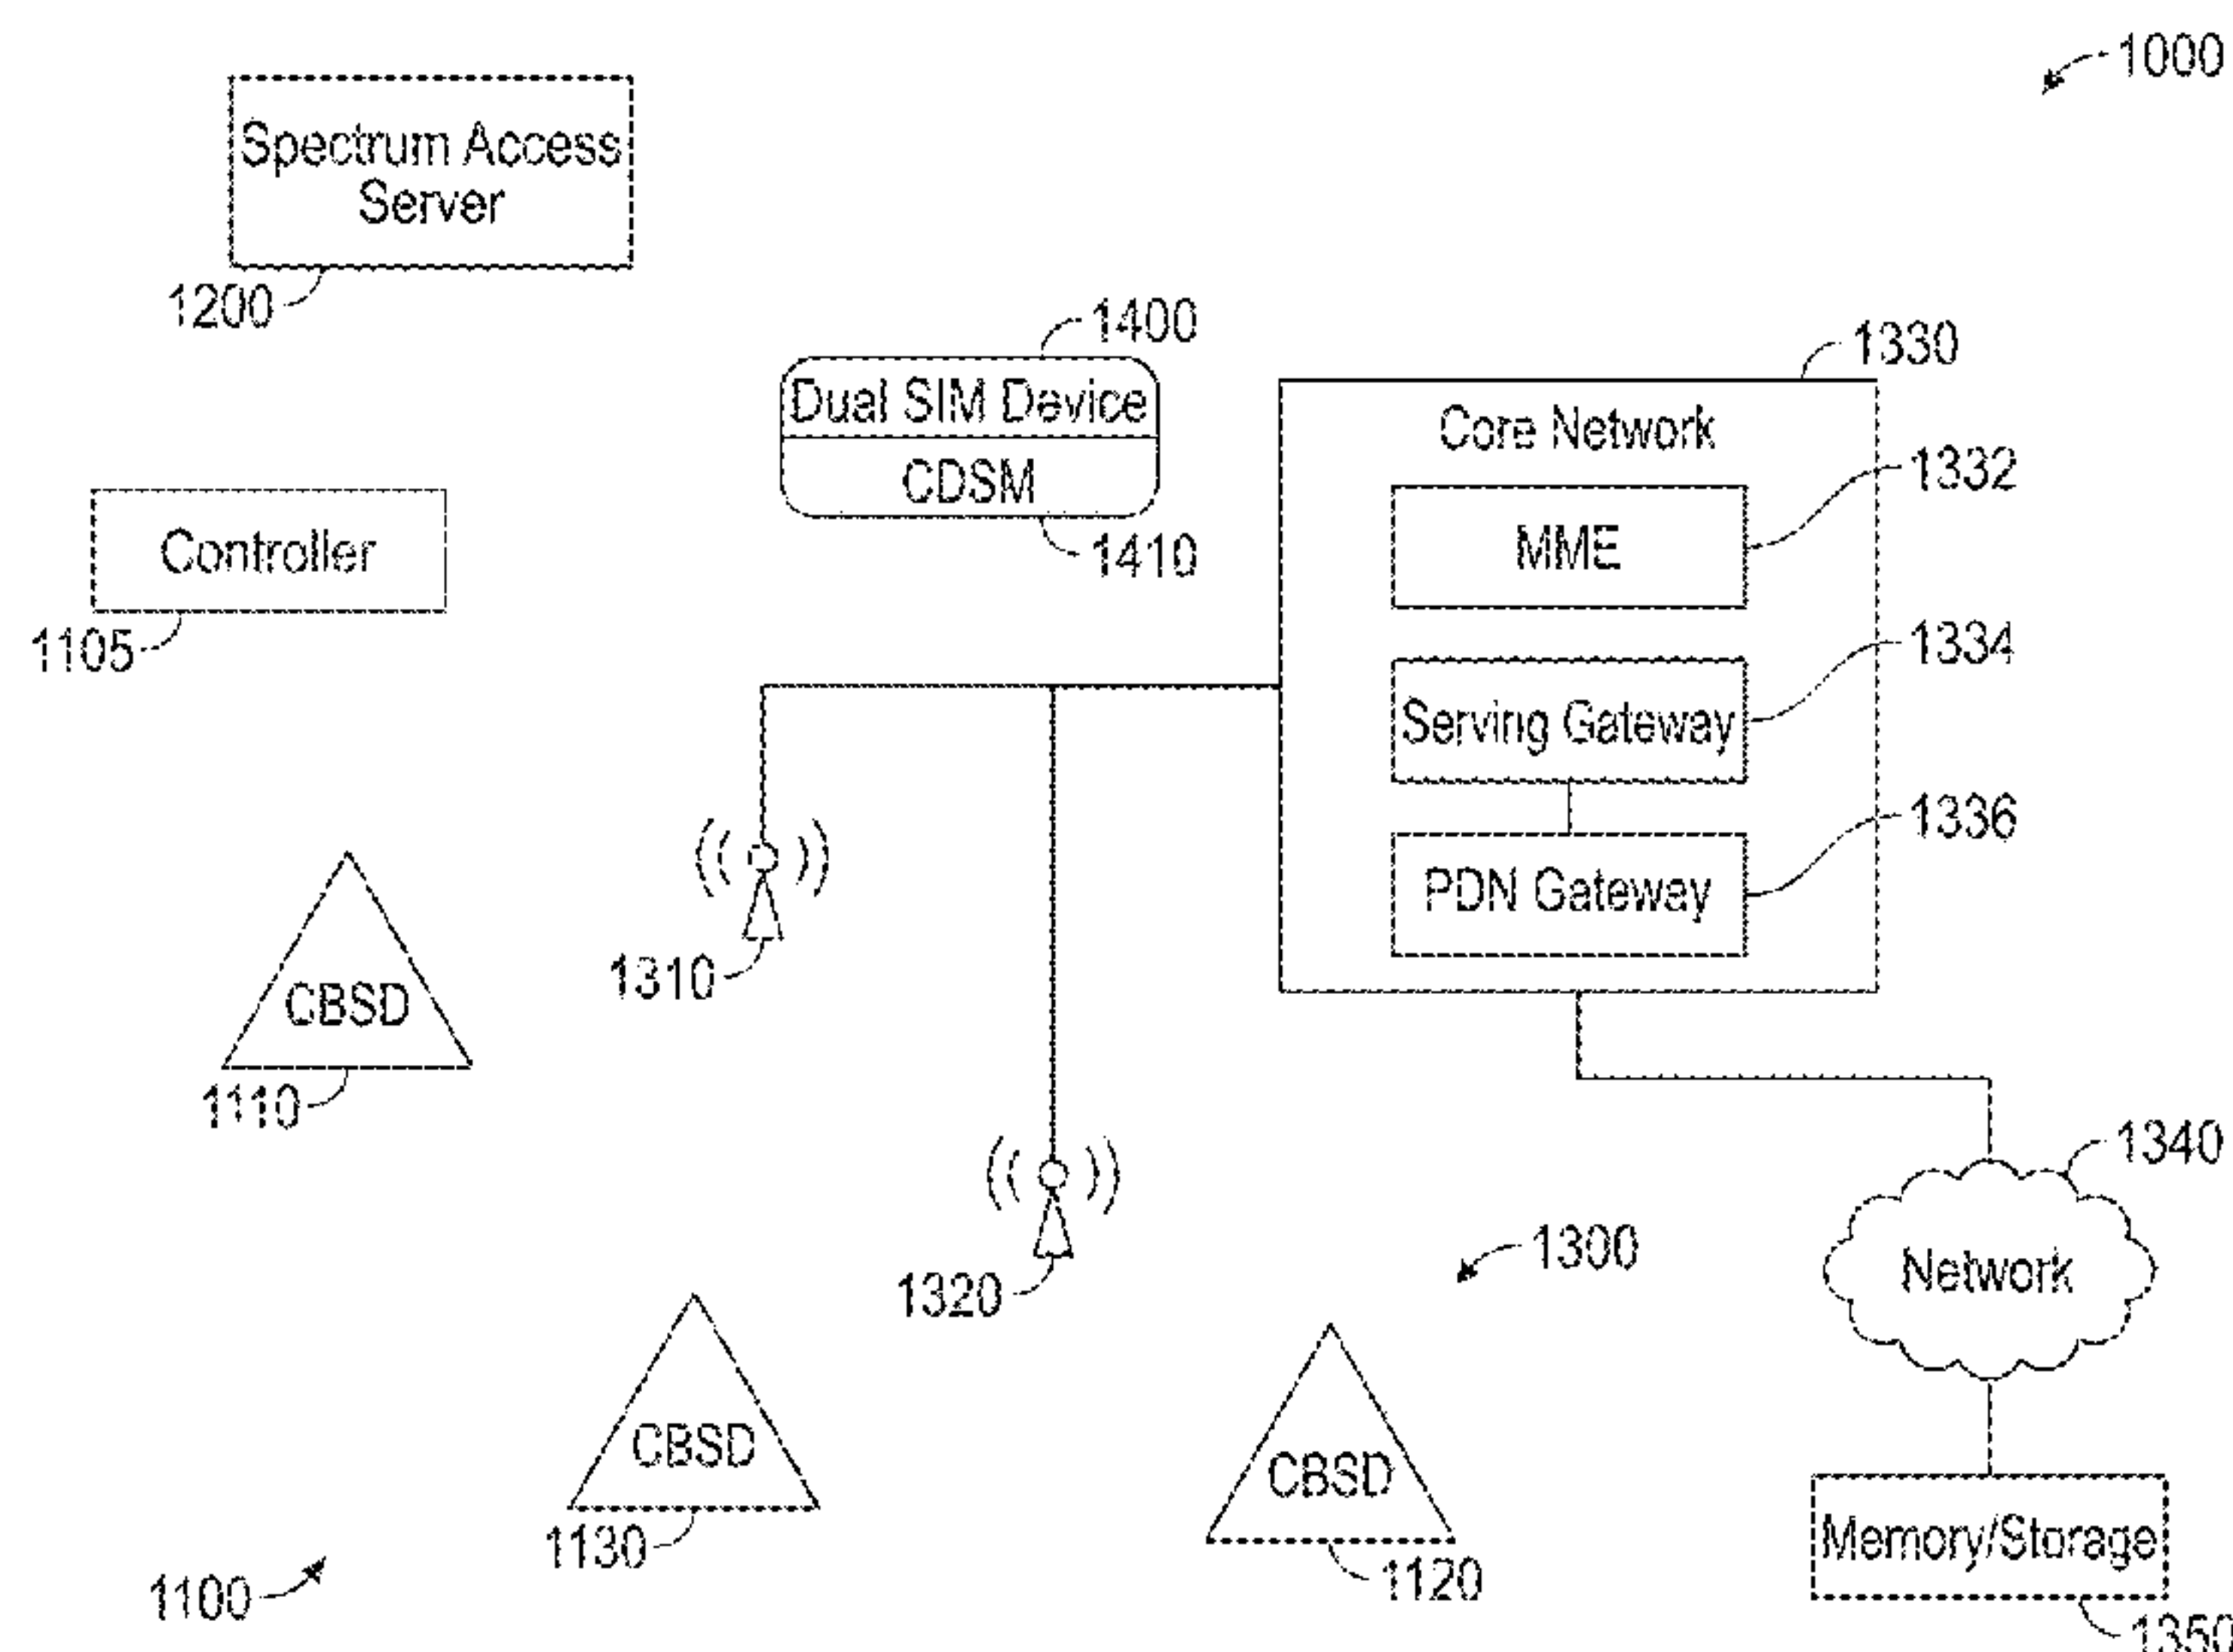 1000
Spectrum Access
Server
1200
1400
Dual SIM Device
CDSM
1410
1330
Core Network
1332
MME
Controller
1105
1334
Serving Gateway
1336
PDN Gateway
1310
CBSD
1110
1340
Network
1320
1300
CBSD
1130
CBSD
1120
Memory/Storage
1100
1350